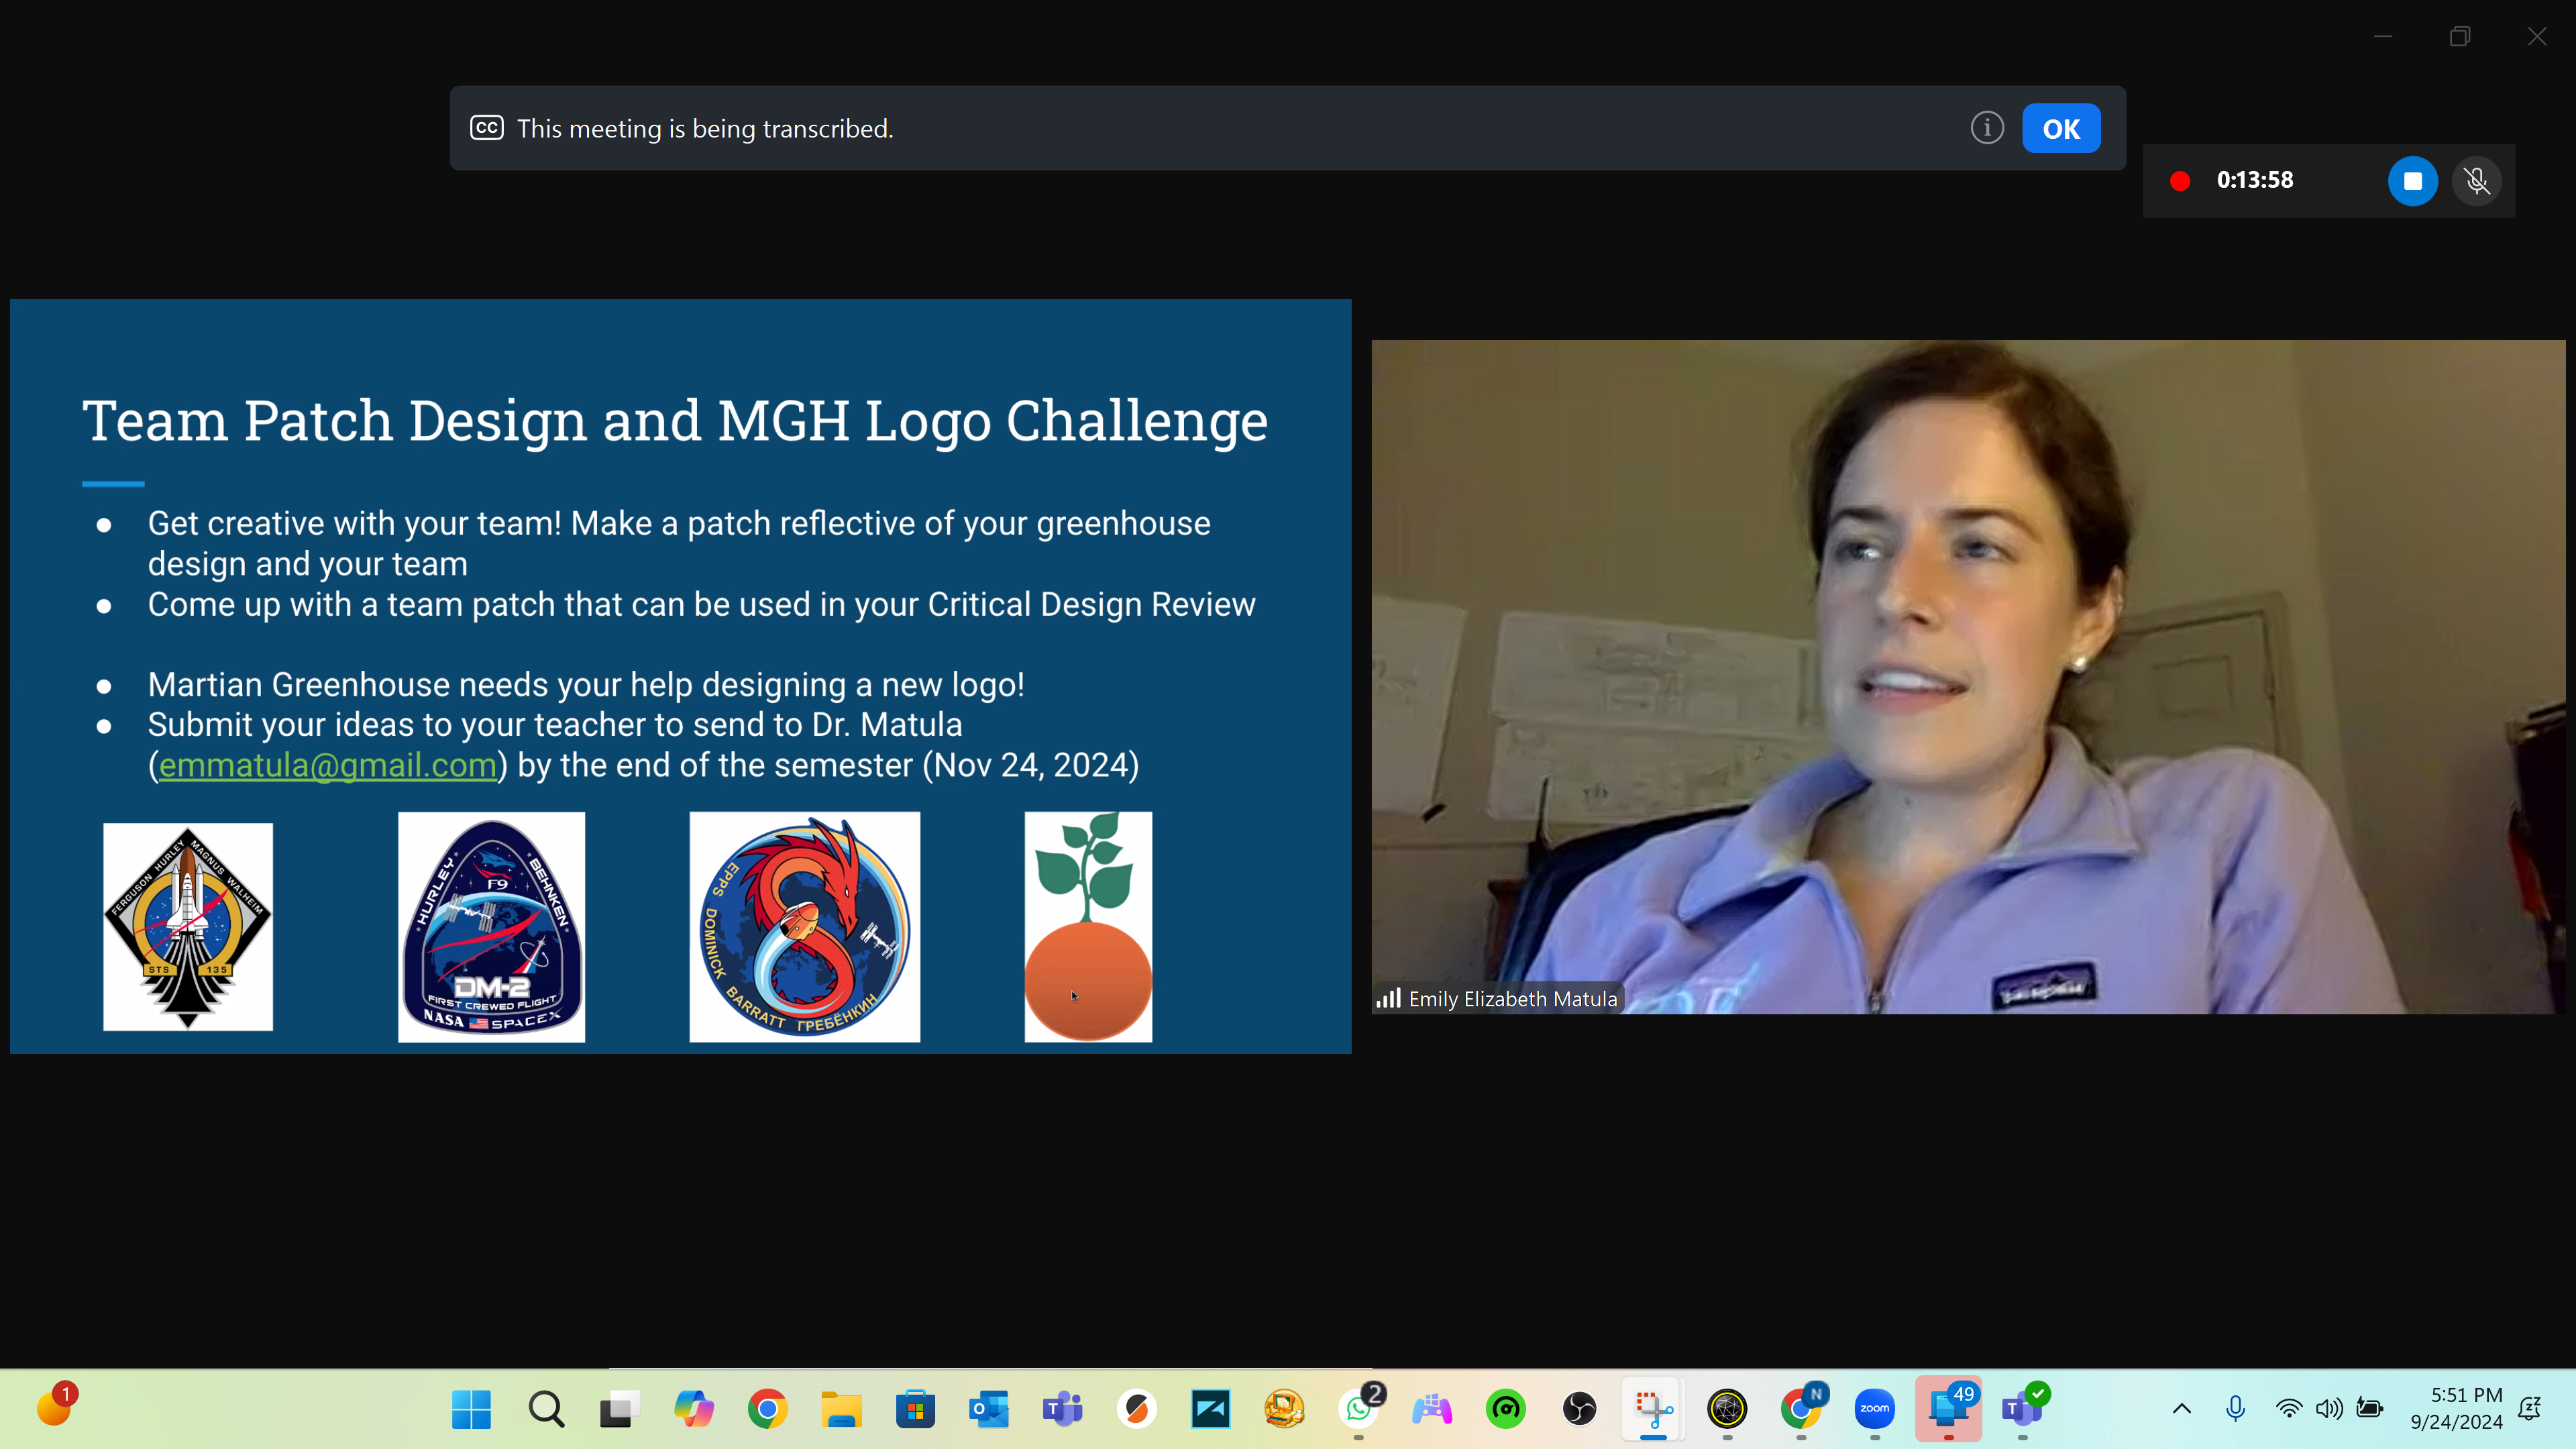 CC This meeting is being transcribed.
OK
0:13:58
Team Patch Design and MGH Logo Challenge
● Get creative with your team! Make a patch reflective of your greenhouse
design and your team
● Come up with a team patch that can be used in your Critical Design Review
● Martian Greenhouse needs your help designing a new logo!
● Submit your ideas to your teacher to send to Dr. Matula
(emmatula@gmail.com) by the end of the semester (Nov 24, 2024)
FERGUSON HURLEY MAGNUS WALHEIM
STS 135
HURLEY BEHNKEN
F9
DM-2
FIRST CREWED FLIGHT
NASA SPACEX
EPPS DOMINICK BARRATT ГРЕБЁНКИН
Emily Elizabeth Matula
1
2
N
zoom
49
5:51 PM
9/24/2024